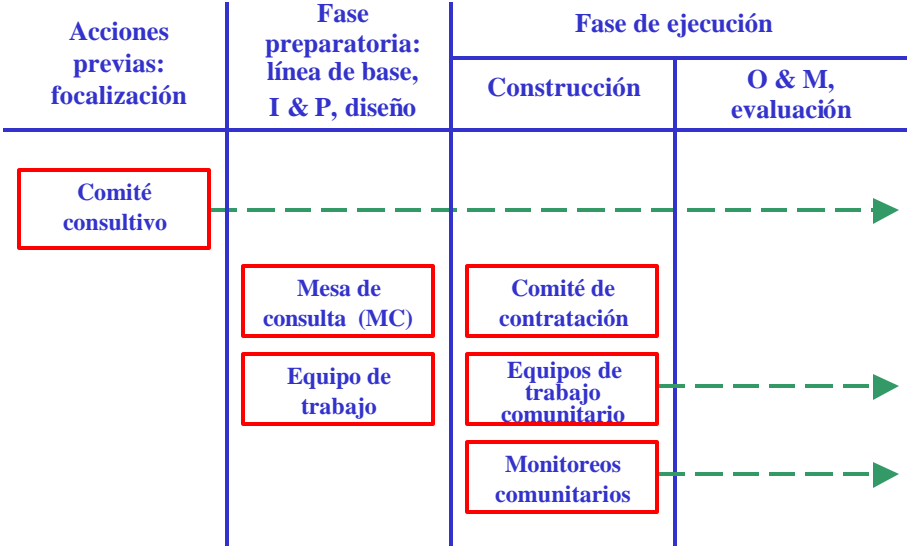 Acciones
previas:
focalización
Fase
preparatoria:
línea de base,
I & P, diseño
Fase de ejecución
Construcción
O & M,
evaluación
Comité
consultivo
Mesa de
consulta (MC)
Comité de
contratación
Equipo de
trabajo
Equipos de
trabajo
comunitario
Monitoreos
comunitarios